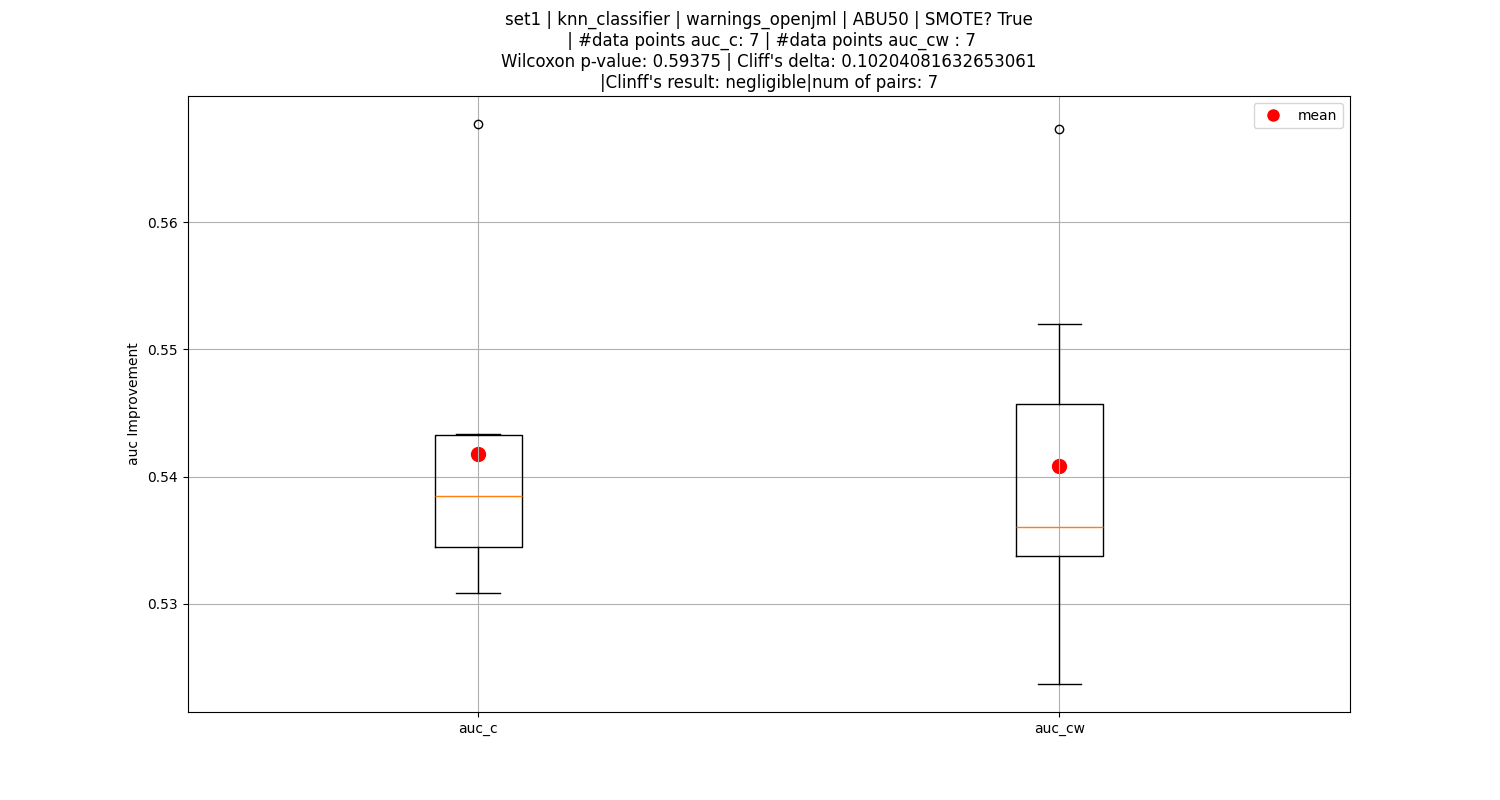 set1 | knn_classifier | warnings_openjml | ABU50 | SMOTE? True
| #data points auc_c: 7 | #data points auc_cw : 7
Wilcoxon p-value: 0.59375 | Cliff's delta: 0.10204081632653061
|Clinff's result: negligible|num of pairs: 7
mean
0.56
0.55
0.54
0.53
auc Improvement
auc_c
auc_cw